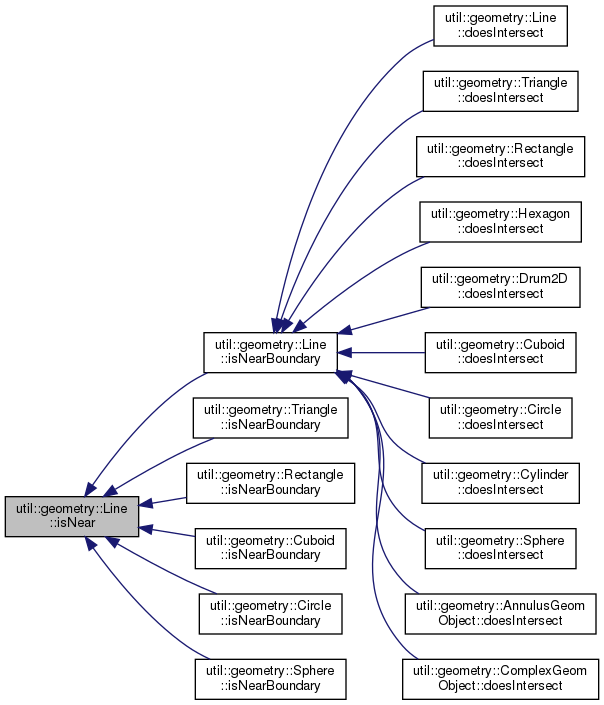 util::geometry::Line
::doesIntersect
util::geometry::Triangle
::doesIntersect
util::geometry::Rectangle
::doesIntersect
util::geometry::Hexagon
::doesIntersect
util::geometry::Drum2D
::doesIntersect
util::geometry::Line
::isNearBoundary
util::geometry::Cuboid
::doesIntersect
util::geometry::Triangle
::isNearBoundary
util::geometry::Circle
::doesIntersect
util::geometry::Rectangle
::isNearBoundary
util::geometry::Cylinder
::doesIntersect
util::geometry::Line
::isNear
util::geometry::Cuboid
::isNearBoundary
util::geometry::Sphere
::doesIntersect
util::geometry::Circle
::isNearBoundary
util::geometry::AnnulusGeom
Object::doesIntersect
util::geometry::Sphere
::isNearBoundary
util::geometry::ComplexGeom
Object::doesIntersect